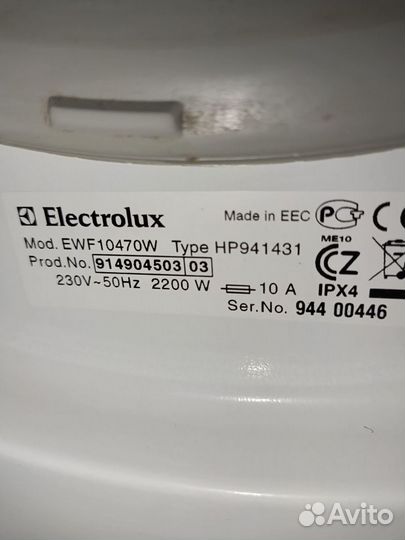 Electrolux Made in EEC
Mod. EWF10470W Type HP941431
ME10
Prod.No. 914904503 03
230V~50Hz 2200 W 10 A IPX4
Ser.No. 944 00446
Avito